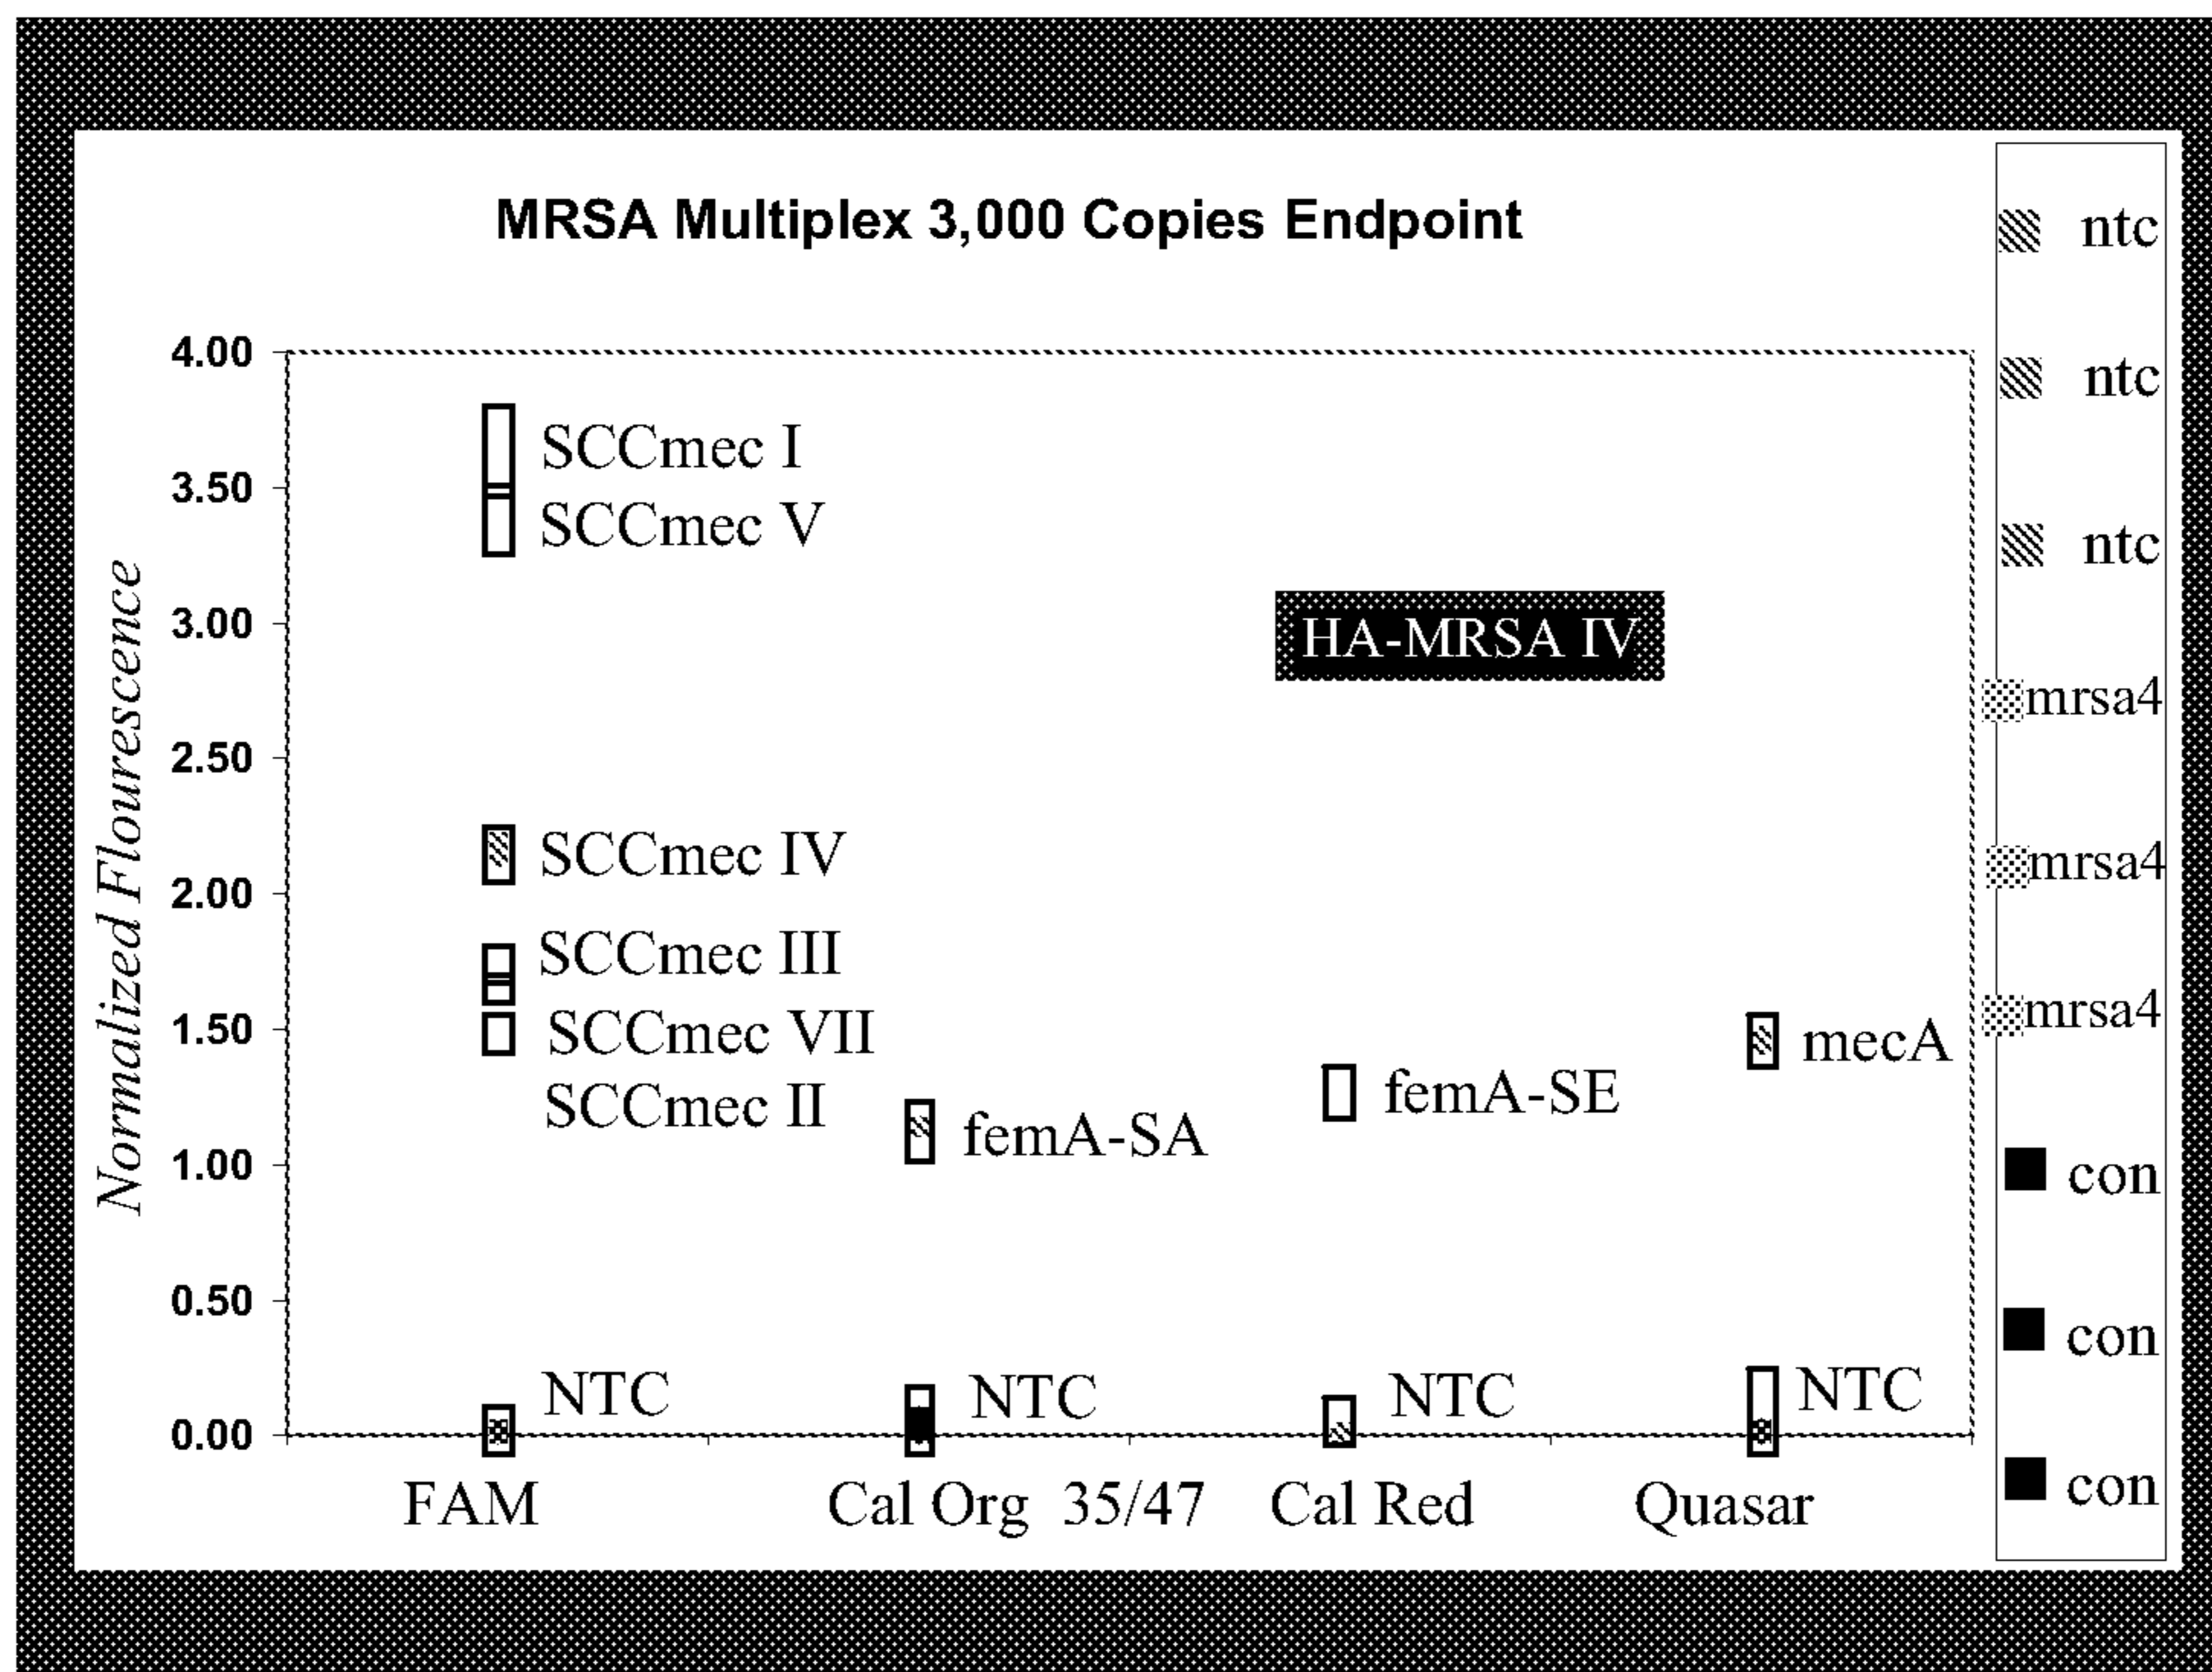 MRSA Multiplex 3,000 Copies Endpoint
Normalized Flourescence
4.00
3.50
3.00
2.50
2.00
1.50
1.00
0.50
0.00
SCCmec I
SCCmec V
SCCmec IV
SCCmec III
SCCmec VII
SCCmec II
NTC
femA-SA
NTC
HA-MRSA IV
femA-SE
NTC
mecA
NTC
FAM
Cal Org 35/47
Cal Red
Quasar
ntc
ntc
ntc
mrsa4
mrsa4
mrsa4
con
con
con